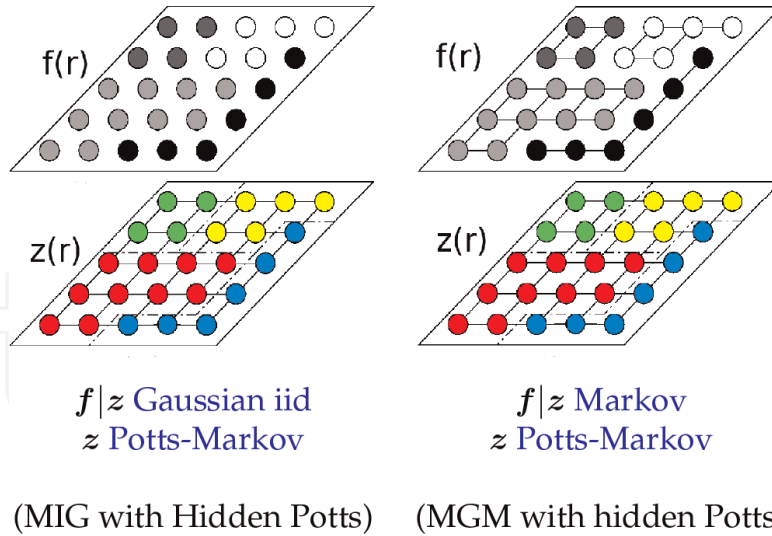 f(r)
z(r)
f|z Gaussian iid
z Potts-Markov
(MIG with Hidden Potts)
f(r)
z(r)
f|z Markov
z Potts-Markov
(MGM with hidden Potts